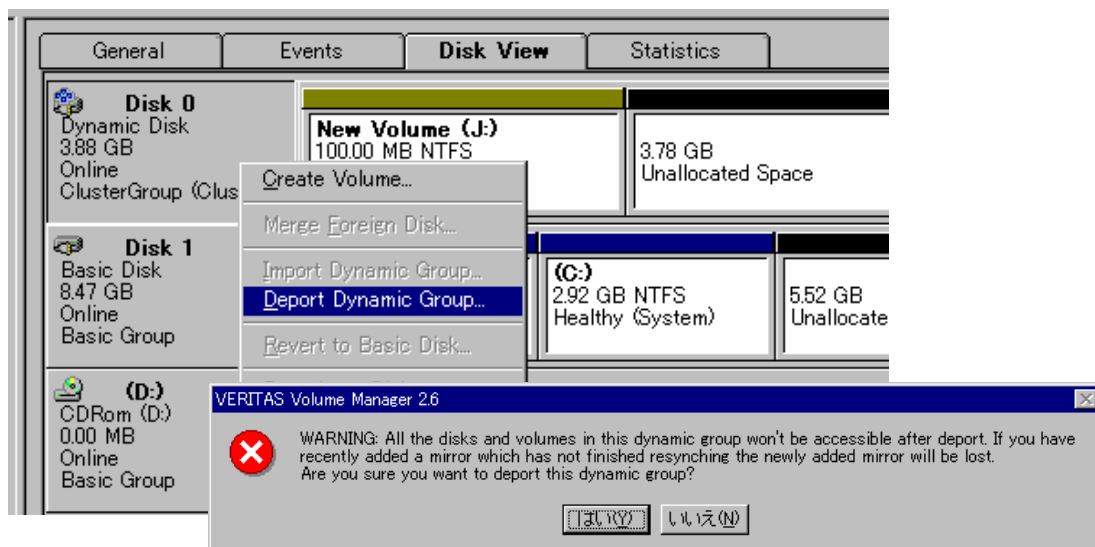 General Events Disk View Statistics
Disk 0
Dynamic Disk
3.88 GB
Online
ClusterGroup (Clus
New Volume (J:)
100.00 MB NTFS
3.78 GB
Unallocated Space
Create Volume...
Merge Foreign Disk...
Import Dynamic Group...
Deport Dynamic Group...
Revert to Basic Disk...
Disk 1
Basic Disk
8.47 GB
Online
Basic Group
(C:)
2.92 GB NTFS
Healthy (System)
5.52 GB
Unallocate
(D:)
CDRom (D:)
0.00 MB
Online
Basic Group
VERITAS Volume Manager 2.6
WARNING: All the disks and volumes in this dynamic group won't be accessible after deport. If you have
recently added a mirror which has not finished resynching the newly added mirror will be lost.
Are you sure you want to deport this dynamic group?
はい(Y) いいえ(N)